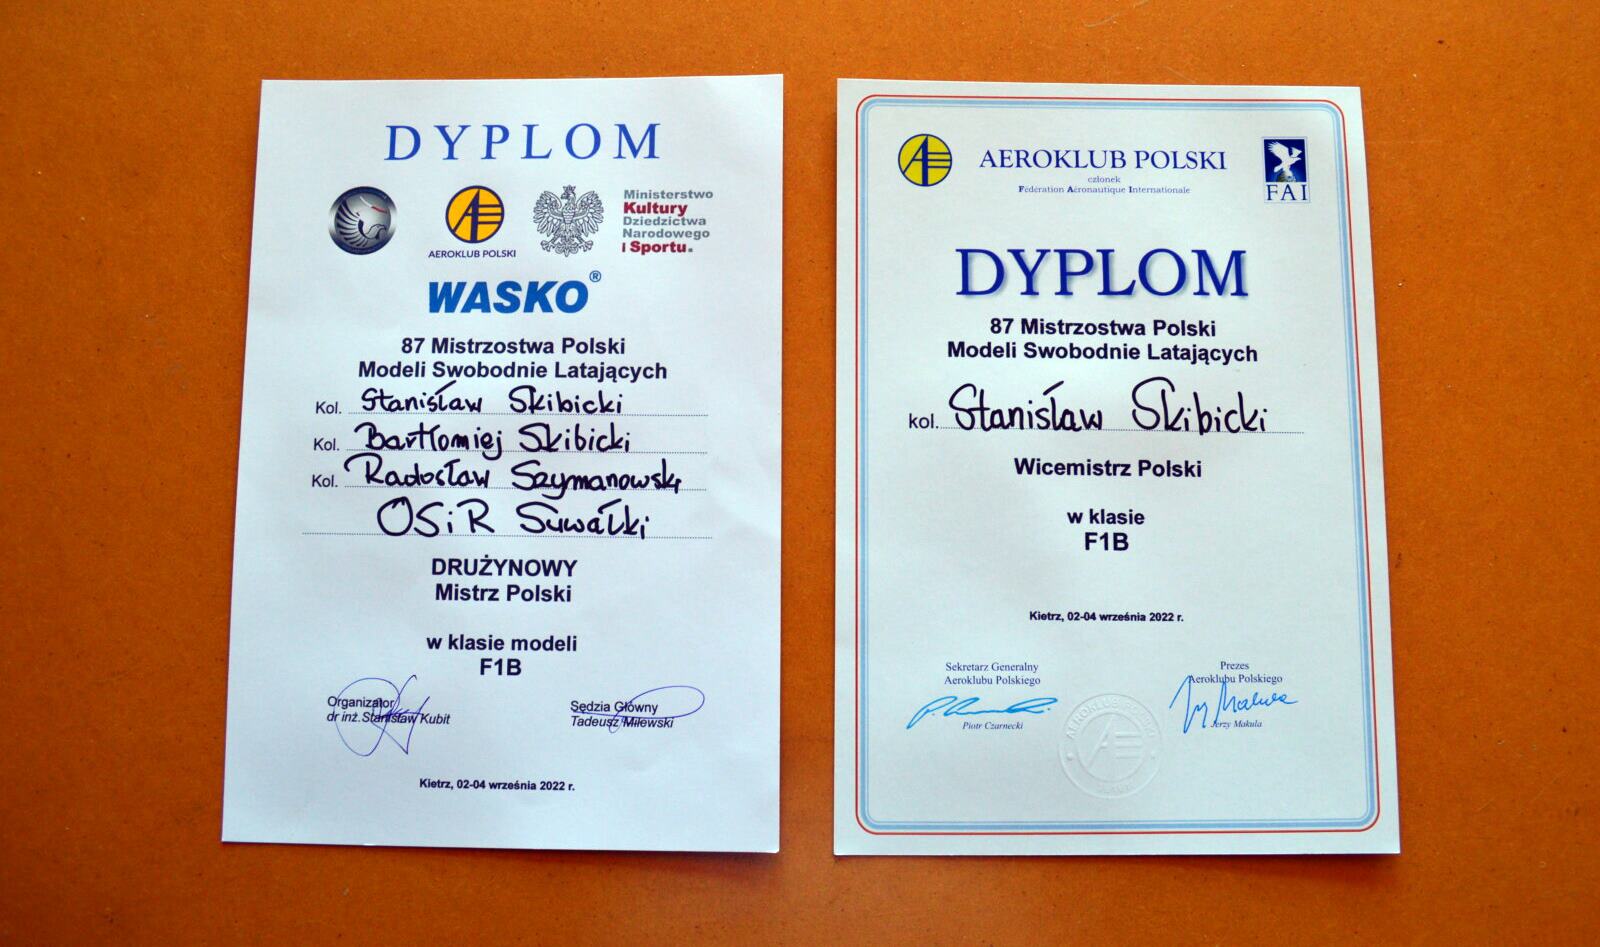 DYPLOM
AEROKLUB POLSKI
Ministerstwo
Kultury
Dziedzictwa
Narodowego
i Sportu.
WASKO®
87 Mistrzostwa Polski
Modeli Swobodnie Latających
Kol. Stanisław Skibicki
Kol. Bartłomiej Skibicki
Kol. Radosław Szymanowski
OSiR Suwałki
DRUŻYNOWY
Mistrz Polski
w klasie modeli
F1B
Organizator
dr inż. Stanisław Kubit
Sędzia Główny
Tadeusz Milewski
Kietrz, 02-04 września 2022 r.
AEROKLUB POLSKI
członek
Fédération Aéronautique Internationale
FAI
DYPLOM
87 Mistrzostwa Polski
Modeli Swobodnie Latających
kol. Stanisław Skibicki
Wicemistrz Polski
w klasie
F1B
Kietrz, 02-04 września 2022 r.
Sekretarz Generalny
Aeroklubu Polskiego
Piotr Czarnecki
Prezes
Aeroklubu Polskiego
Jerzy Makula